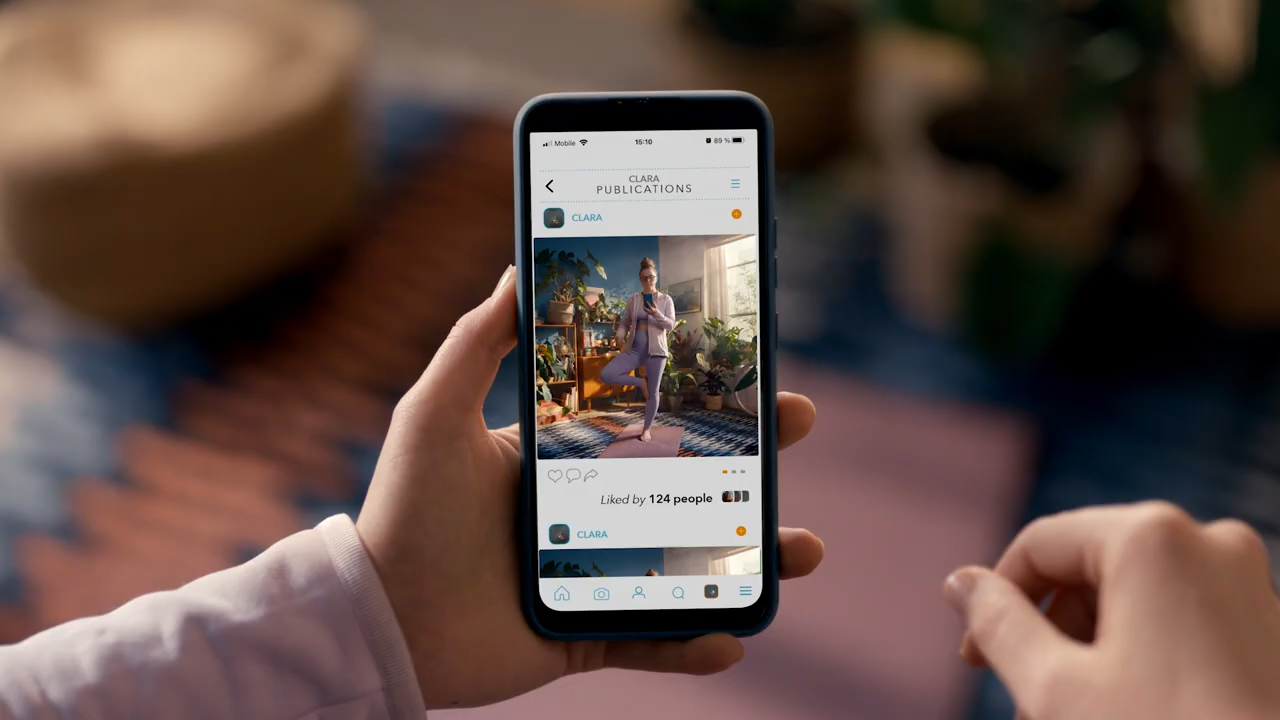 Mobile 15:10 89 %
CLARA
PUBLICATIONS
CLARA
Liked by 124 people
CLARA